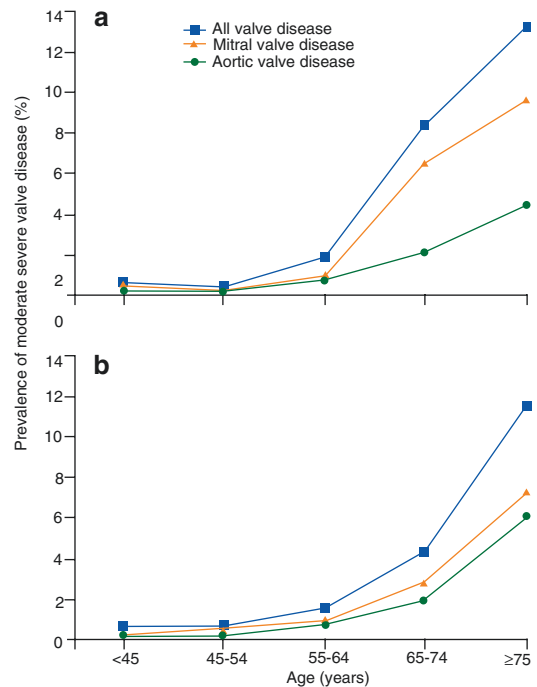 a
All valve disease
Mitral valve disease
Aortic valve disease
Prevalence of moderate severe valve disease (%)
14
12
10
8
6
4
2
0
b
14
12
10
8
6
4
2
0
<45 45-54 55-64 65-74 ≥75
Age (years)